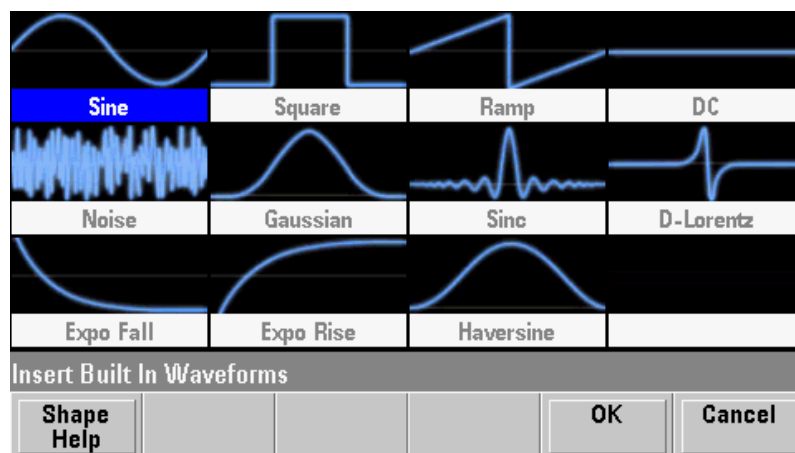 Sine Square Ramp DC
Noise Gaussian Sinc D-Lorentz
Expo Fall Expo Rise Haversine
Insert Built In Waveforms
Shape Help OK Cancel